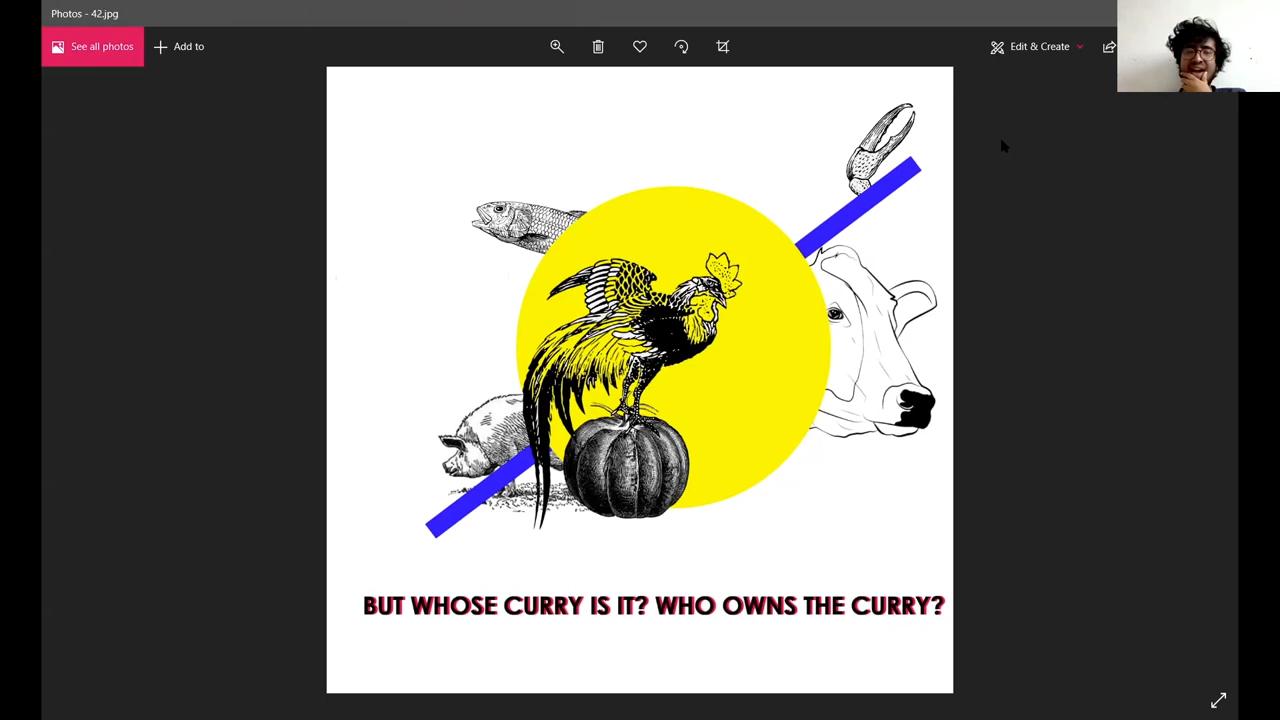 Photos - 42.jpg
See all photos
Add to
Edit & Create
BUT WHOSE CURRY IS IT? WHO OWNS THE CURRY?